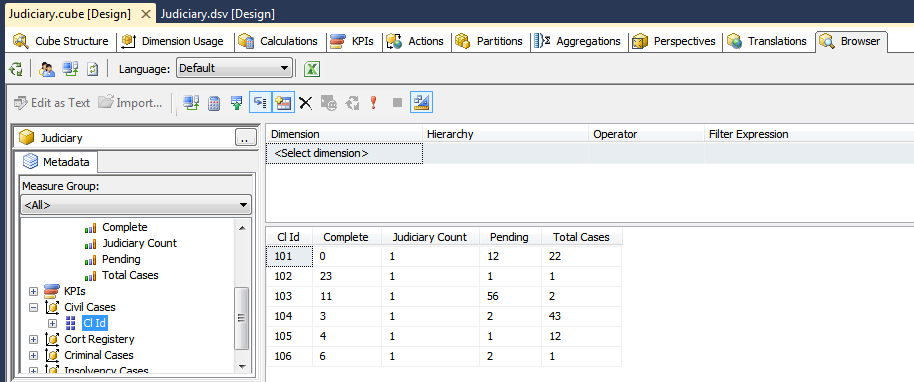 Judiciary.cube [Design] Judiciary.dsv [Design]
Cube Structure Dimension Usage Calculations KPIs Actions Partitions Aggregations Perspectives Translations Browser
Language: Default
Edit as Text Import...
Judiciary ..
Metadata
Measure Group:
<All>
Complete
Judiciary Count
Pending
Total Cases
KPIs
Civil Cases
Cl Id
Cort Registery
Criminal Cases
Insolvency Cases
Dimension Hierarchy Operator Filter Expression
<Select dimension>
Cl Id Complete Judiciary Count Pending Total Cases
101 0 1 12 22
102 23 1 1 1
103 11 1 56 2
104 3 1 2 43
105 4 1 1 12
106 6 1 2 1